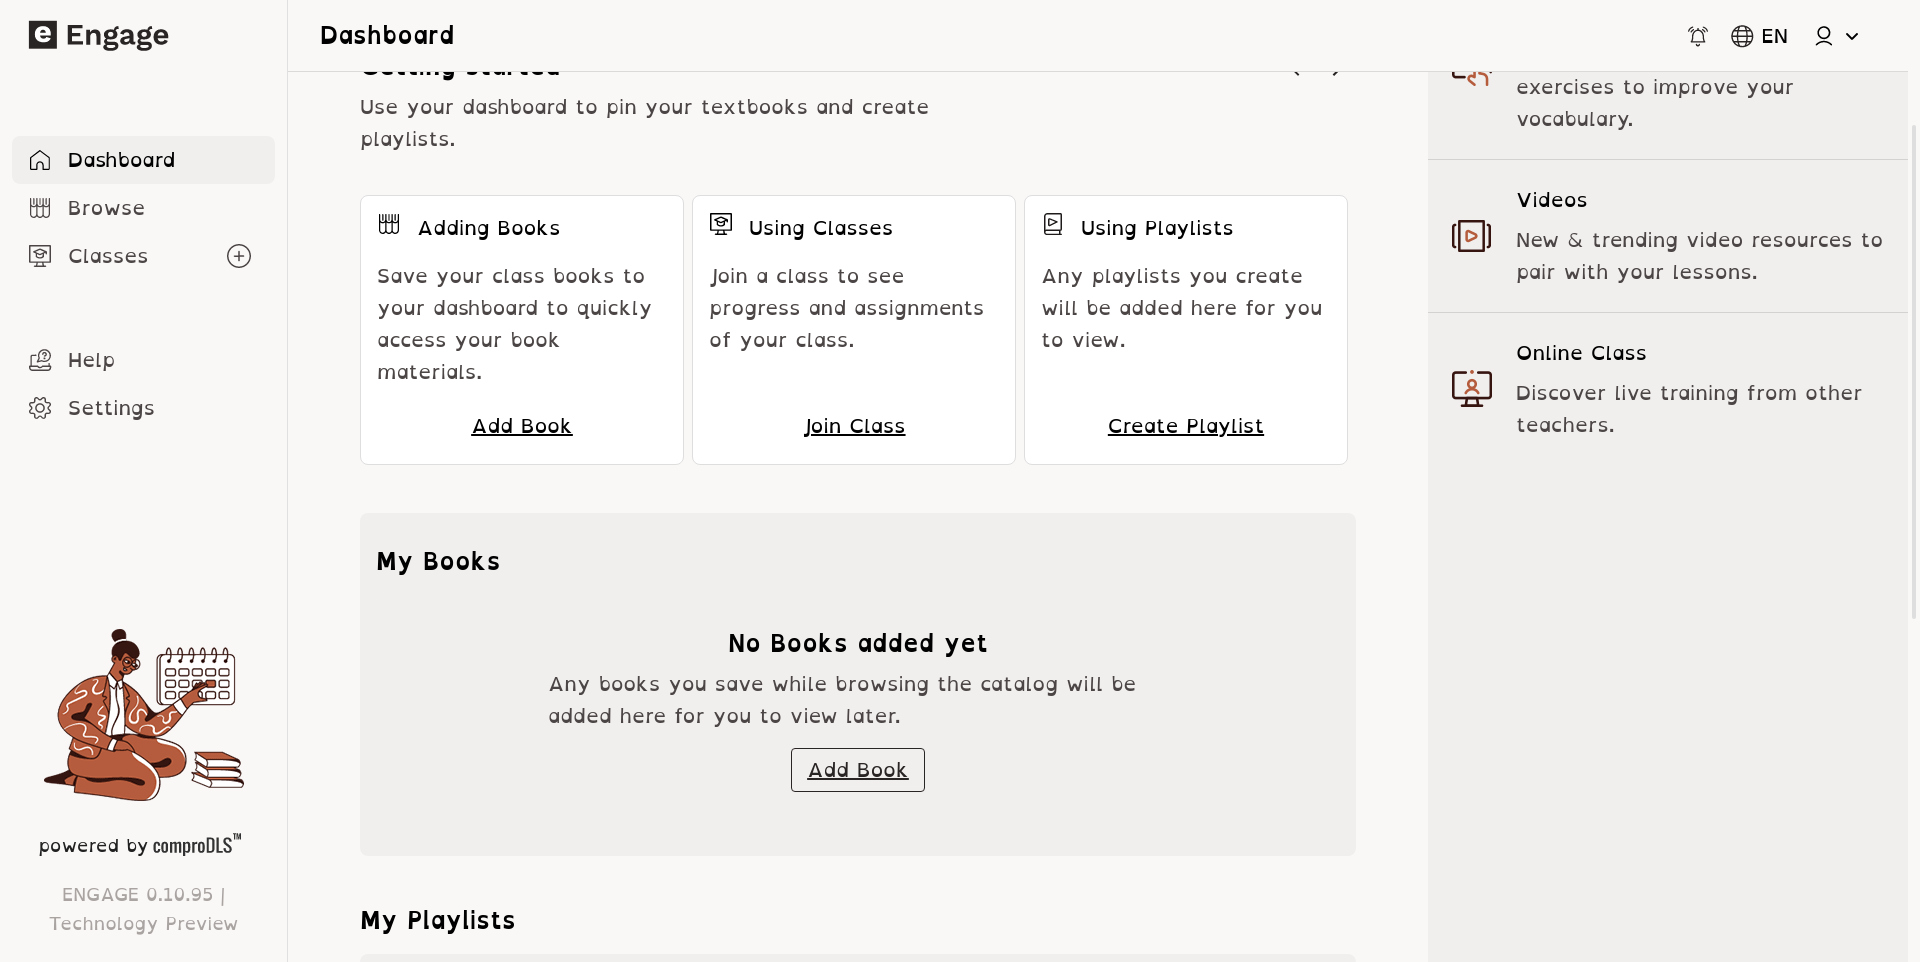 Engage
Dashboard
Browse
Classes
Help
Settings
powered by comproDLS™
ENGAGE 0.10.95 |
Technology Preview
Dashboard
EN
Getting Started
Use your dashboard to pin your textbooks and create
playlists.
Adding Books
Save your class books to
your dashboard to quickly
access your book
materials.
Add Book
Using Classes
Join a class to see
progress and assignments
of your class.
Join Class
Using Playlists
Any playlists you create
will be added here for you
to view.
Create Playlist
My Books
No Books added yet
Any books you save while browsing the catalog will be
added here for you to view later.
Add Book
My Playlists
exercises to improve your
vocabulary.
Videos
New & trending video resources to
pair with your lessons.
Online Class
Discover live training from other
teachers.